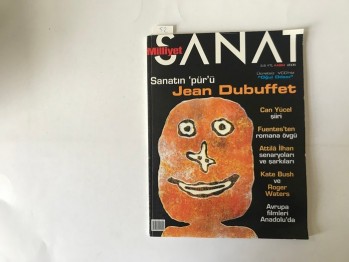 Milliyet
SANAT
Sanatın 'pür'ü
Jean Dubuffet
Can Yücel
şiiri
Fuentes'ten
romana övgü
Attilâ İlhan
senaryoları
ve şarkıları
Kate Bush
ve
Roger
Waters
Avrupa
filmleri
Anadolu'da